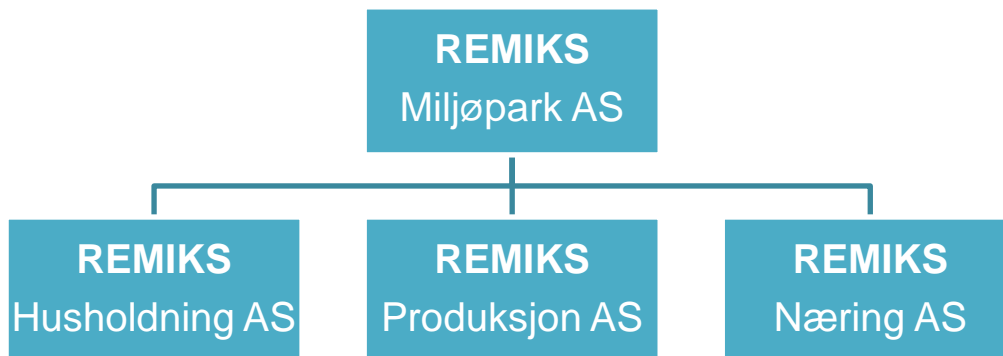 REMIKS
Miljøpark AS
REMIKS
Husholdning AS
REMIKS
Produksjon AS
REMIKS
Næring AS